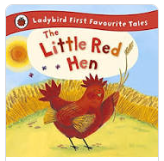 Ladybird First Favourite Tales
The
Little Red
Hen